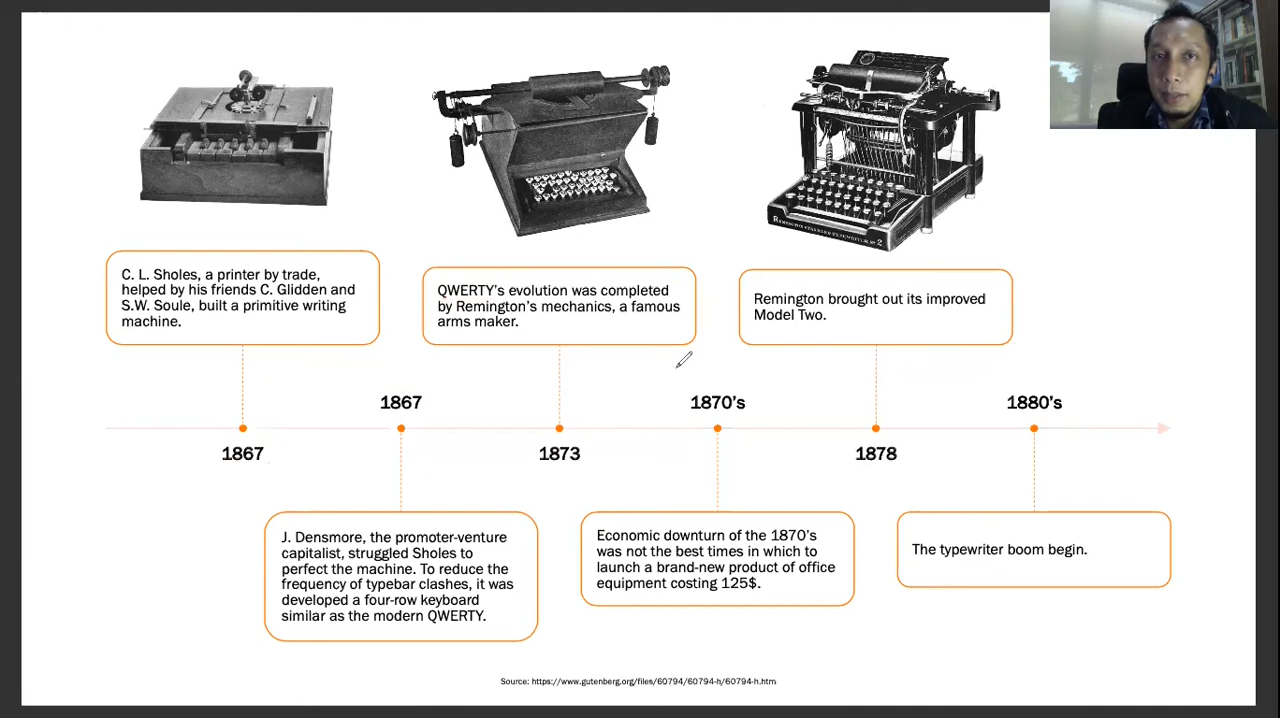 REMINGTON STANDARD TYPEWRITER No 2
C. L. Sholes, a printer by trade,
helped by his friends C. Glidden and
S.W. Soule, built a primitive writing
machine.
QWERTY's evolution was completed
by Remington's mechanics, a famous
arms maker.
Remington brought out its improved
Model Two.
1867
1867
1873
1870's
1878
1880's
J. Densmore, the promoter-venture
capitalist, struggled Sholes to
perfect the machine. To reduce the
frequency of typebar clashes, it was
developed a four-row keyboard
similar as the modern QWERTY.
Economic downturn of the 1870's
was not the best times in which to
launch a brand-new product of office
equipment costing 125$.
The typewriter boom begin.
Source: https://www.gutenberg.org/files/60794/60794-h/60794-h.htm